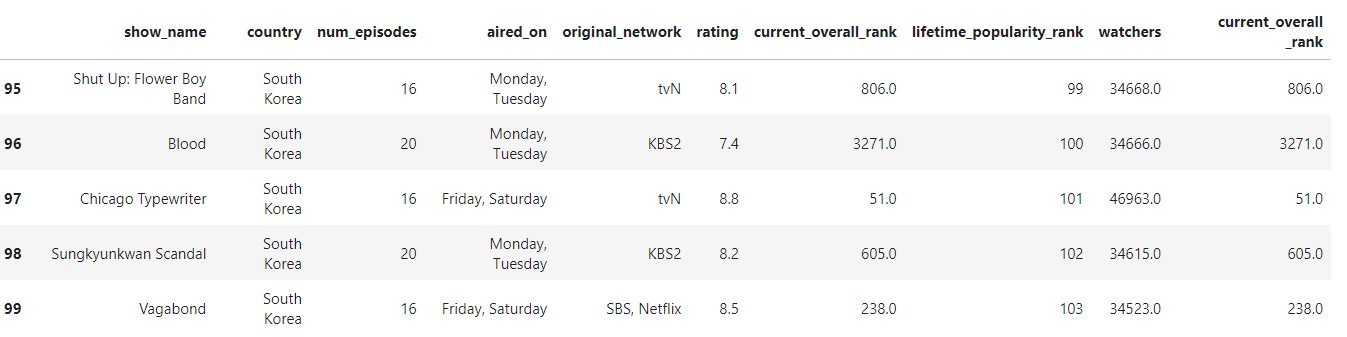 show_name country num_episodes aired_on original_network rating current_overall_rank lifetime_popularity_rank watchers current_overall
_rank
95 Shut Up: Flower Boy
Band South
Korea 16 Monday,
Tuesday tvN 8.1 806.0 99 34668.0 806.0
96 Blood South
Korea 20 Monday,
Tuesday KBS2 7.4 3271.0 100 34666.0 3271.0
97 Chicago Typewriter South
Korea 16 Friday, Saturday tvN 8.8 51.0 101 46963.0 51.0
98 Sungkyunkwan Scandal South
Korea 20 Monday,
Tuesday KBS2 8.2 605.0 102 34615.0 605.0
99 Vagabond South
Korea 16 Friday, Saturday SBS, Netflix 8.5 238.0 103 34523.0 238.0